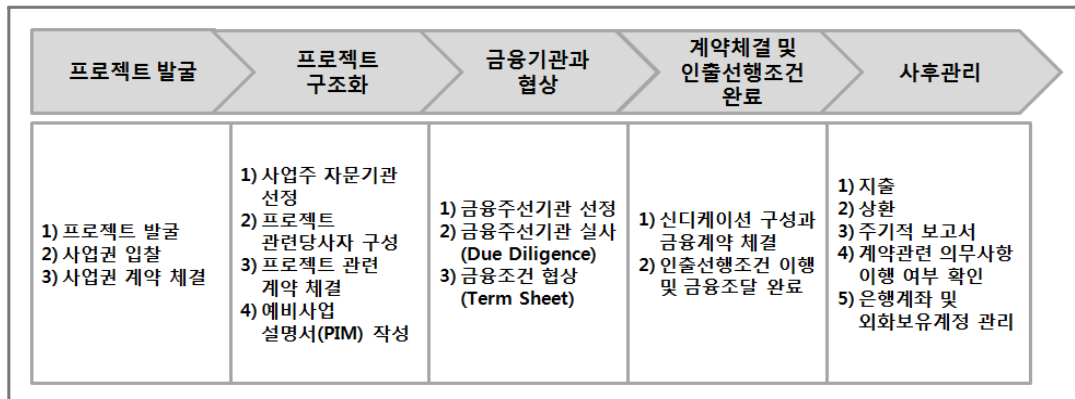 프로젝트 발굴
프로젝트
구조화
금융기관과
협상
계약체결 및
인출선행조건
완료
사후관리
1) 프로젝트 발굴
2) 사업권 입찰
3) 사업권 계약 체결
1) 사업주 자문기관
선정
2) 프로젝트
관련당사자 구성
3) 프로젝트 관련
계약 체결
4) 예비사업
설명서(PIM) 작성
1) 금융주선기관 선정
2) 금융주선기관 실사
(Due Diligence)
3) 금융조건 협상
(Term Sheet)
1) 신디케이션 구성과
금융계약 체결
2) 인출선행조건 이행
및 금융조달 완료
1) 지출
2) 상환
3) 주기적 보고서
4) 계약관련 의무사항
이행 여부 확인
5) 은행계좌 및
외화보유계정 관리